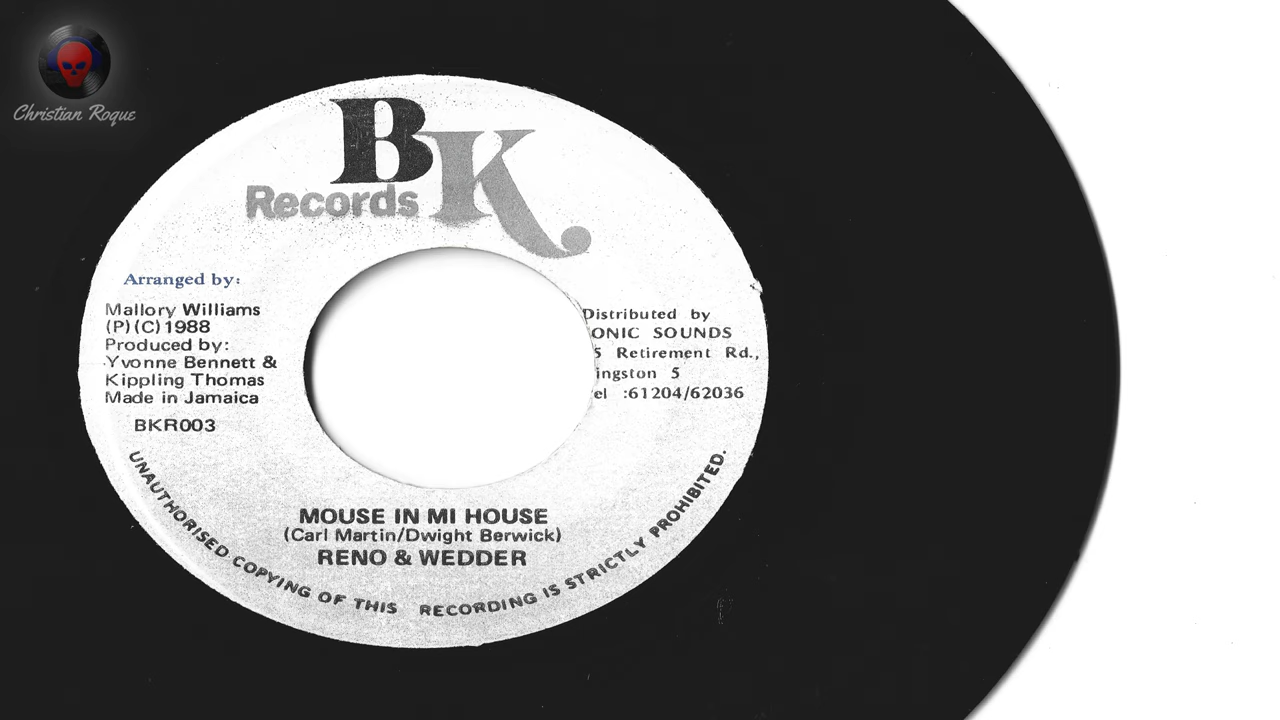 Christian Roque
BK
Records
Arranged by:
Mallory Williams
(P)(C)1988
Produced by:
Yvonne Bennett &
Kippling Thomas
Made in Jamaica
BKR003
Distributed by
ONIC SOUNDS
5 Retirement Rd.,
ingston 5
el :61204/62036
MOUSE IN MI HOUSE
(Carl Martin/Dwight Berwick)
RENO & WEDDER
UNAUTHORISED COPYING OF THIS RECORDING IS STRICTLY PROHIBITED.